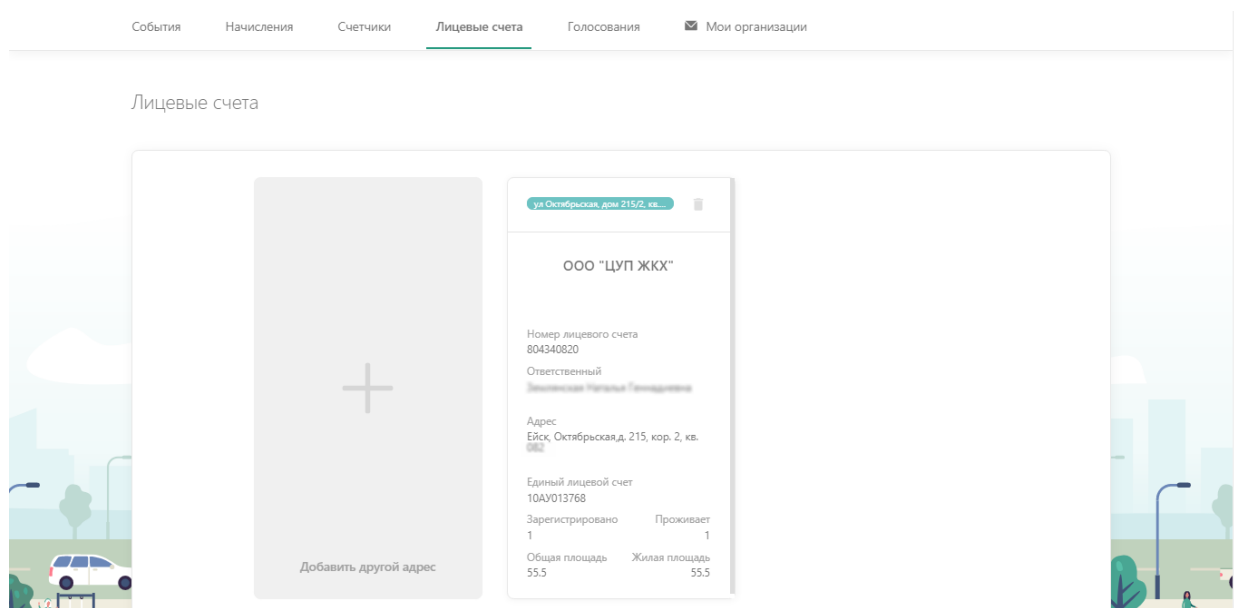 События Начисления Счетчики Лицевые счета Голосования Мои организации
Лицевые счета
ул Октябрьская, дом 215/2, кв....
ООО "ЦУП ЖКХ"
Номер лицевого счета
804340820
Ответственный
Адрес
Ейск, Октябрьская,д. 215, кор. 2, кв.
Единый лицевой счет
10АУ013768
Зарегистрировано Проживает
1 1
Общая площадь Жилая площадь
55.5 55.5
Добавить другой адрес